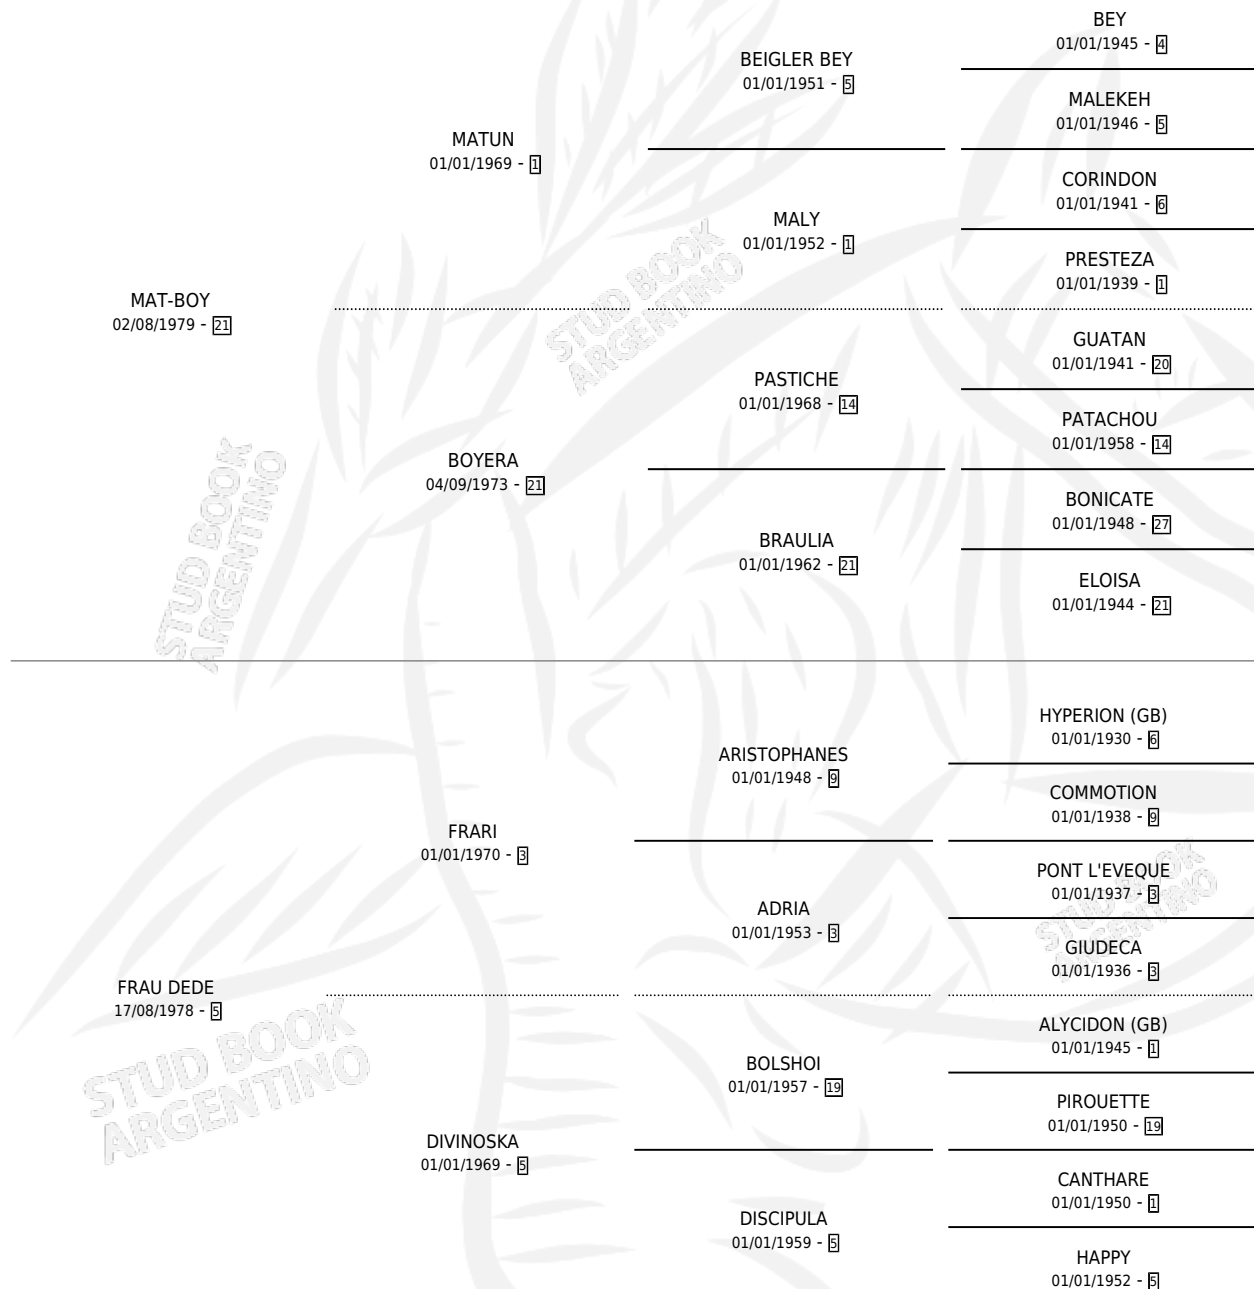 BEY
01/01/1945 - 4
BEIGLER BEY
01/01/1951 - 5
MALEKEH
01/01/1946 - 5
MATUN
01/01/1969 - 1
CORINDON
01/01/1941 - 6
MALY
01/01/1952 - 1
PRESTEZA
01/01/1939 - 1
MAT-BOY
02/08/1979 - 21
GUATAN
01/01/1941 - 20
PASTICHE
01/01/1968 - 14
PATACHOU
01/01/1958 - 14
BOYERA
04/09/1973 - 21
BONICATE
01/01/1948 - 27
BRAULIA
01/01/1962 - 21
ELOISA
01/01/1944 - 21
HYPERION (GB)
01/01/1930 - 6
ARISTOPHANES
01/01/1948 - 9
COMMOTION
01/01/1938 - 9
FRARI
01/01/1970 - 3
PONT L'EVEQUE
01/01/1937 - 3
ADRIA
01/01/1953 - 3
GIUDECA
01/01/1936 - 3
FRAU DEDE
17/08/1978 - 5
ALYCIDON (GB)
01/01/1945 - 1
BOLSHOI
01/01/1957 - 19
PIROUETTE
01/01/1950 - 19
DIVINOSKA
01/01/1969 - 5
CANTHARE
01/01/1950 - 1
DISCIPULA
01/01/1959 - 5
HAPPY
01/01/1952 - 5
STUD BOOK
ARGENTINO
STUD BOOK
ARGENTINO
STUD BOOK
ARGENTINO
STUD BOOK
ARGENTINO